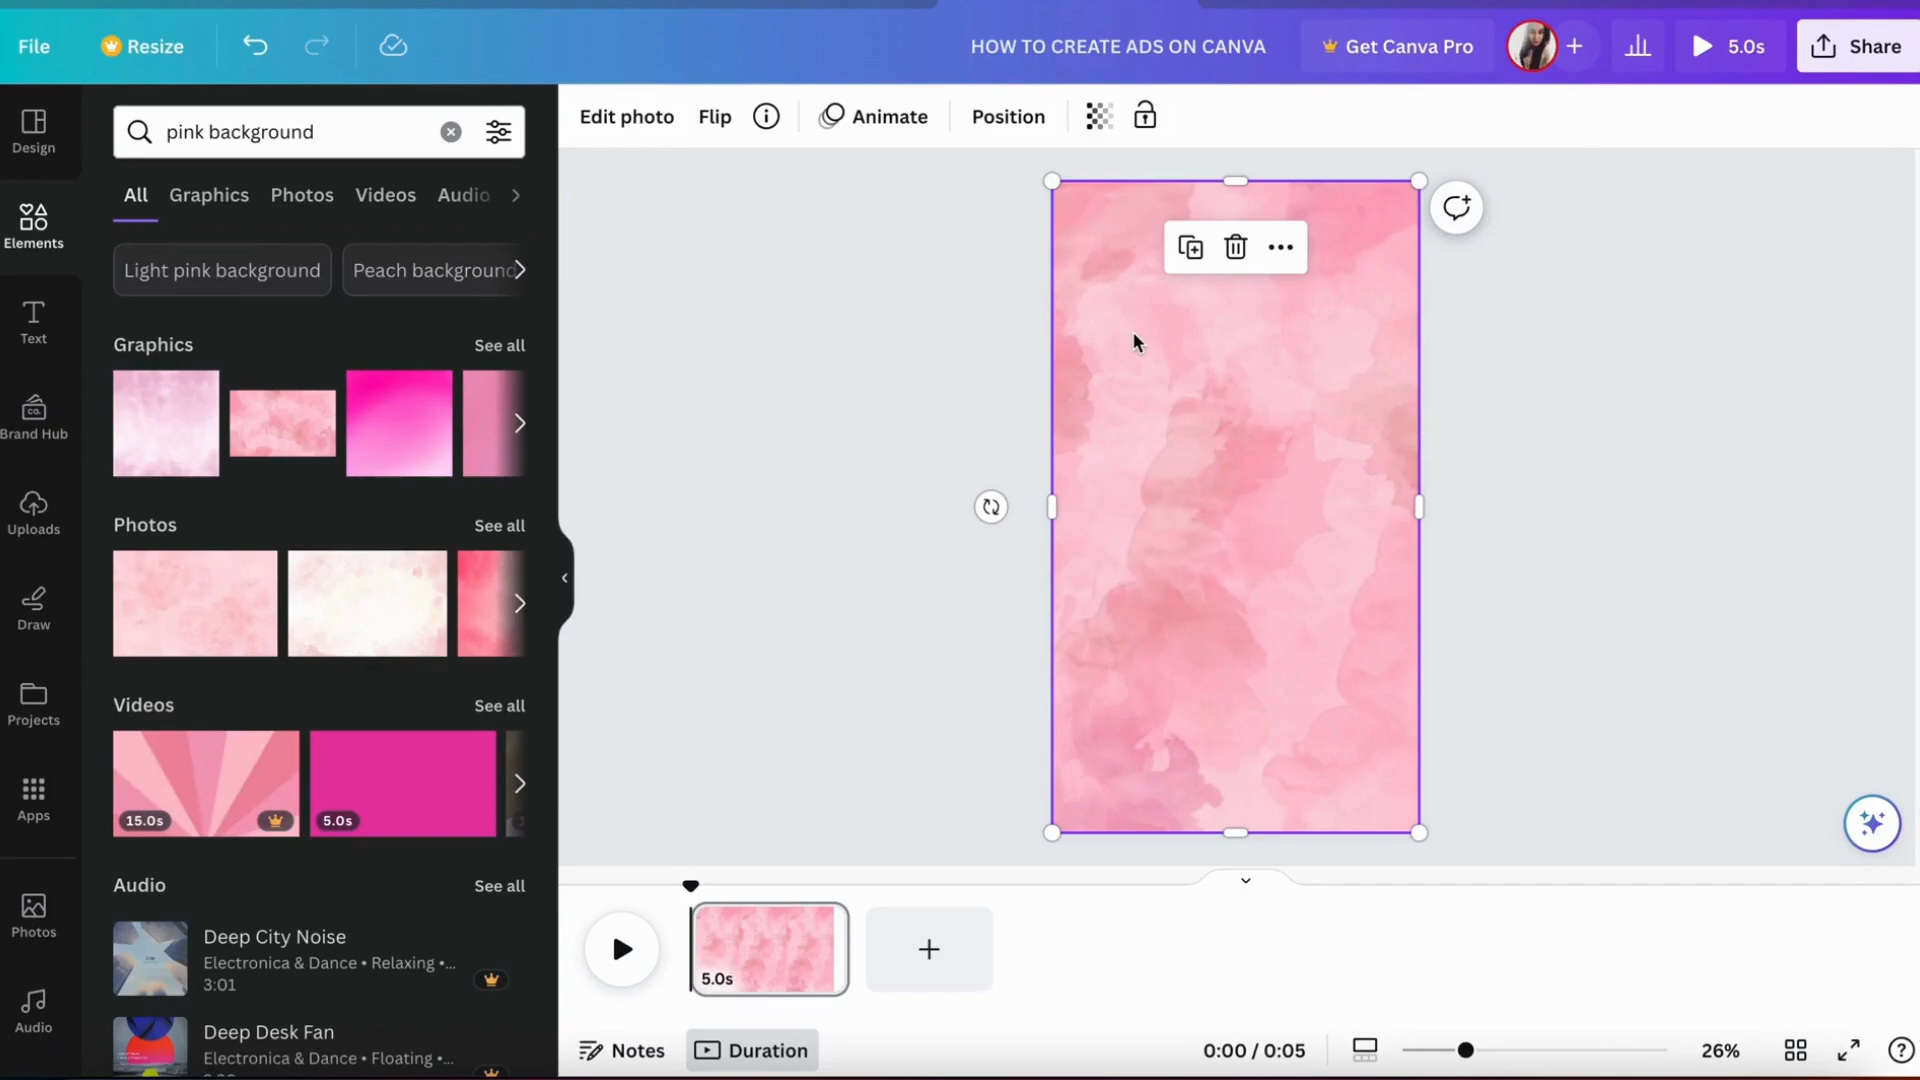 File
Resize
HOW TO CREATE ADS ON CANVA
Get Canva Pro
5.0s
Share
Design
Elements
Text
Brand Hub
co.
Uploads
Draw
Projects
Apps
Photos
Audio
pink background
All Graphics Photos Videos Audio
Light pink background
Peach background
Graphics See all
Photos See all
Videos See all
15.0s
5.0s
Audio See all
Deep City Noise
Electronica & Dance • Relaxing •...
3:01
Deep Desk Fan
Electronica & Dance • Floating •...
Edit photo Flip Animate Position
5.0s
Notes
Duration
0:00 / 0:05
26%